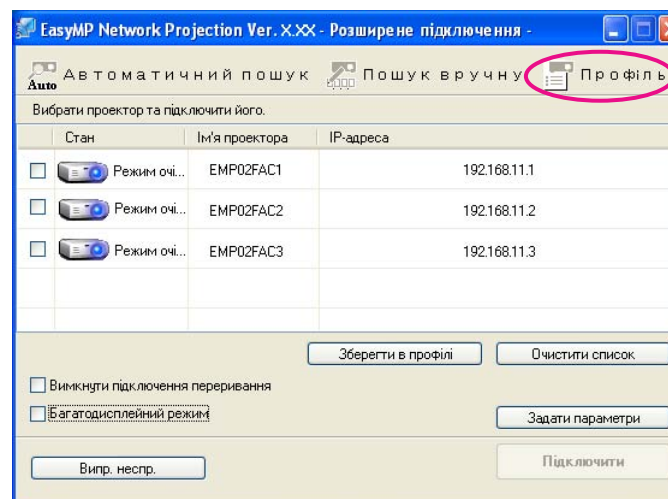 EasyMP Network Projection Ver. X.XX - Розширене підключення -
Auto Автоматичний пошук Пошук вручну Профіль
Вибрати проектор та підключити його.
Стан Ім'я проектора IP-адреса
Режим очі... EMP02FAC1 192.168.11.1
Режим очі... EMP02FAC2 192.168.11.2
Режим очі... EMP02FAC3 192.168.11.3
Зберегти в профілі Очистити список
Вимкнути підключення переривання
Багатодисплейний режим
Задати параметри
Випр. неспр. Підключити